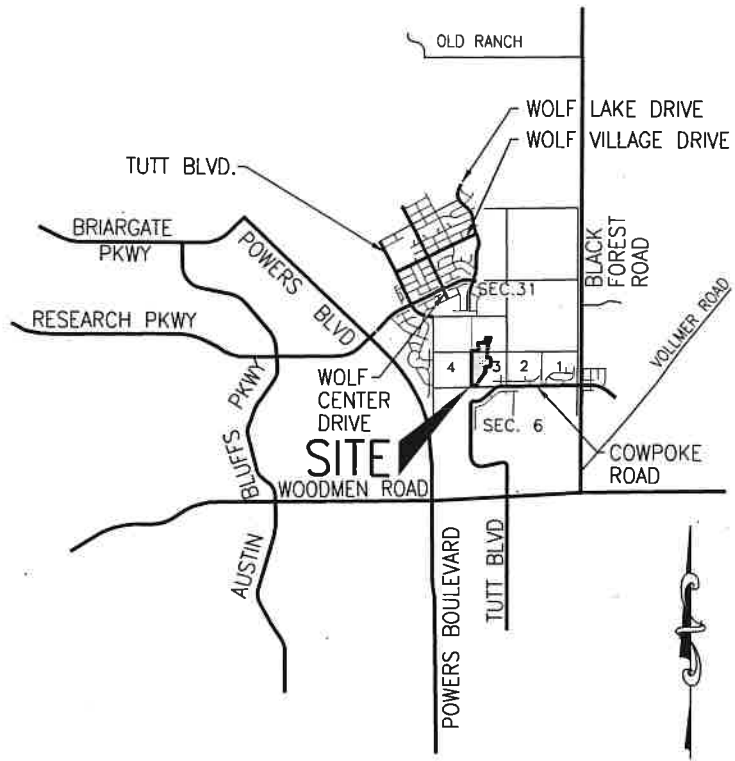 OLD RANCH
WOLF LAKE DRIVE
WOLF VILLAGE DRIVE
TUTT BLVD.
BRIARGATE
PKWY
POWERS BLVD
BLACK
FOREST
ROAD
SEC.31
RESEARCH PKWY
VOLLMER ROAD
4
3
2
1
WOLF
CENTER
DRIVE
BLUFFS PKWY
SITE
SEC. 6
COWPOKE
ROAD
WOODMEN ROAD
AUSTIN
TUTT BLVD
POWERS BOULEVARD